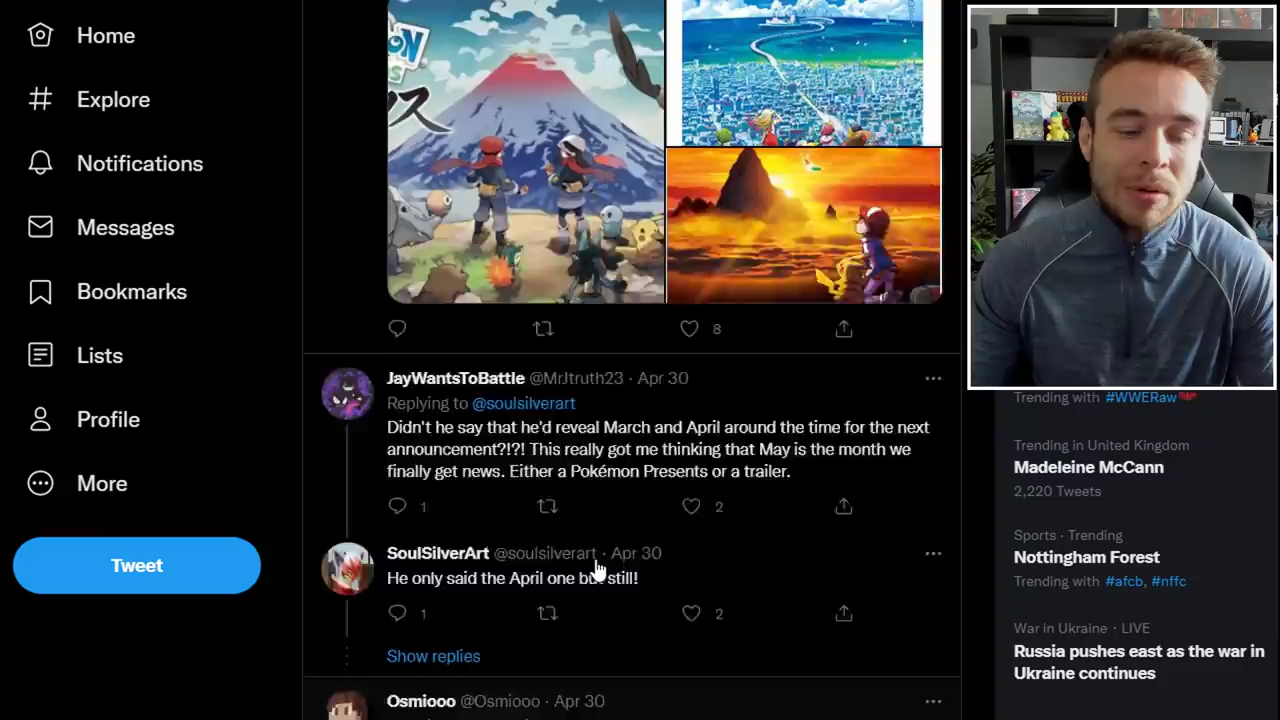 Home
Explore
Notifications
Messages
Bookmarks
Lists
Profile
More
Tweet
ス
8
JayWantsToBattle @MrJtruth23 · Apr 30
Replying to @soulsilverart
Didn't he say that he'd reveal March and April around the time for the next
announcement?!?! This really got me thinking that May is the month we
finally get news. Either a Pokémon Presents or a trailer.
1
2
SoulSilverArt @soulsilverart · Apr 30
He only said the April one but still!
1
2
Show replies
Osmiooo @Osmiooo · Apr 30
Trending with #WWERaw
Trending in United Kingdom
Madeleine McCann
2,220 Tweets
Sports · Trending
Nottingham Forest
Trending with #afcb, #nffc
War in Ukraine · LIVE
Russia pushes east as the war in
Ukraine continues